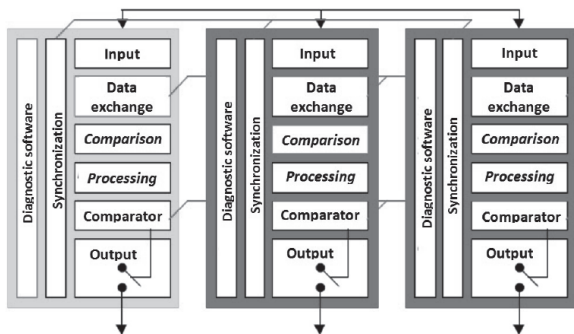 Diagnostic software
Synchronization
Input
Data
exchange
Comparison
Processing
Comparator
Output
Diagnostic software
Synchronization
Input
Data
exchange
Comparison
Processing
Comparator
Output
Diagnostic software
Synchronization
Input
Data
exchange
Comparison
Processing
Comparator
Output